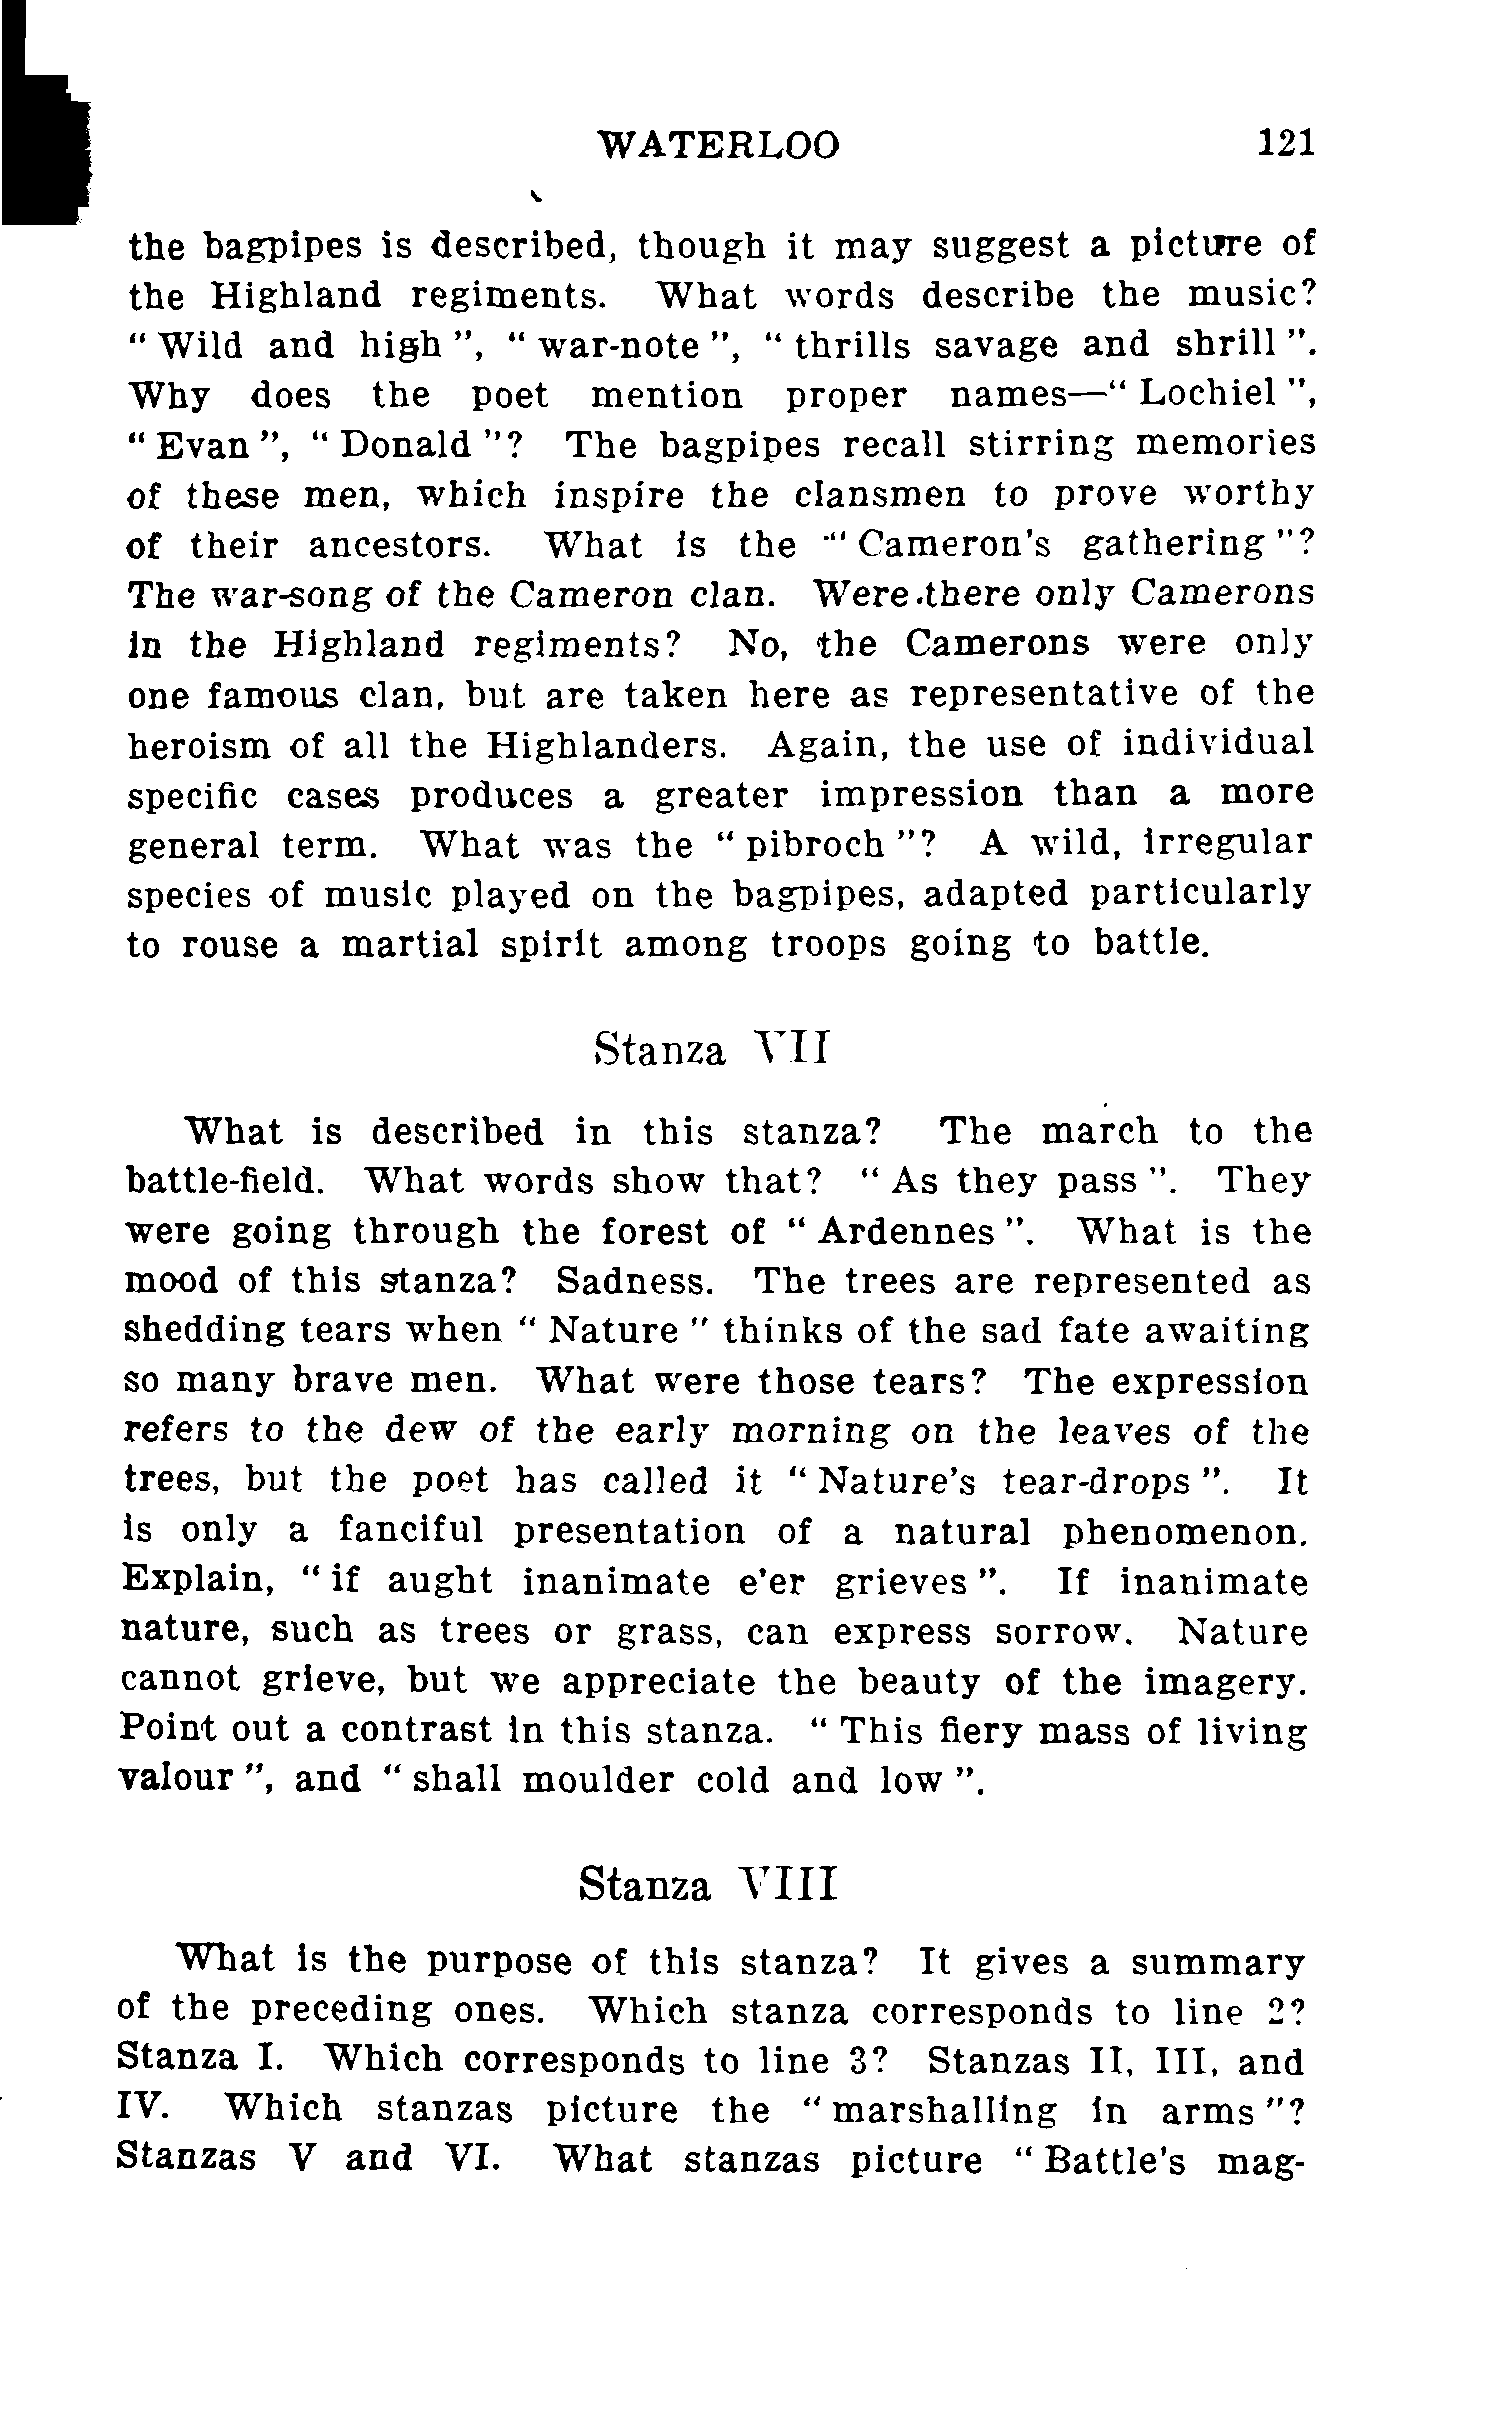 WATERLOO 121
the bagpipes is described, though it may suggest a picture of
the Highland regiments. What words describe the music?
“Wild and high”, “war-note”, “thrills savage and shrill”.
Why does the poet mention proper names—“Lochiel”,
“Evan”, “Donald”? The bagpipes recall stirring memories
of these men, which inspire the clansmen to prove worthy
of their ancestors. What is the “Cameron's gathering”?
The war-song of the Cameron clan. Were there only Camerons
in the Highland regiments? No, the Camerons were only
one famous clan, but are taken here as representative of the
heroism of all the Highlanders. Again, the use of individual
specific cases produces a greater impression than a more
general term. What was the “pibroch”? A wild, irregular
species of music played on the bagpipes, adapted particularly
to rouse a martial spirit among troops going to battle.
Stanza VII
What is described in this stanza? The march to the
battle-field. What words show that? “As they pass”. They
were going through the forest of “Ardennes”. What is the
mood of this stanza? Sadness. The trees are represented as
shedding tears when “Nature” thinks of the sad fate awaiting
so many brave men. What were those tears? The expression
refers to the dew of the early morning on the leaves of the
trees, but the poet has called it “Nature's tear-drops”. It
is only a fanciful presentation of a natural phenomenon.
Explain, “if aught inanimate e'er grieves”. If inanimate
nature, such as trees or grass, can express sorrow. Nature
cannot grieve, but we appreciate the beauty of the imagery.
Point out a contrast in this stanza. “This fiery mass of living
valour”, and “shall moulder cold and low”.
Stanza VIII
What is the purpose of this stanza? It gives a summary
of the preceding ones. Which stanza corresponds to line 2?
Stanza I. Which corresponds to line 3? Stanzas II, III, and
IV. Which stanzas picture the “marshalling in arms”?
Stanzas V and VI. What stanzas picture “Battle's mag-